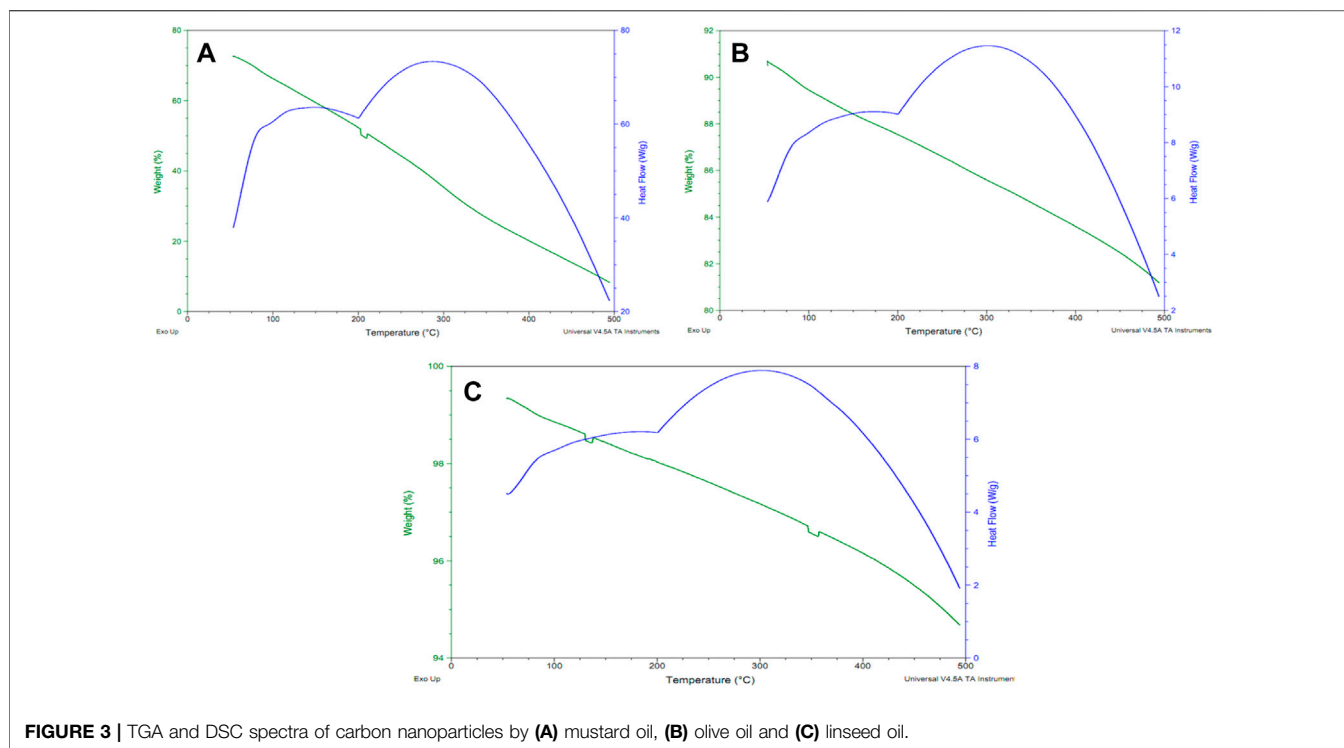 A
80
60
40
20
0
Weight (%)
80
60
40
20
Heat Flow (W/g)
0
100
200
300
400
500
Exo Up
Temperature (°C)
Universal V4.5A TA Instruments
B
92
90
88
86
84
82
80
Weight (%)
12
10
8
6
4
2
Heat Flow (W/g)
0
100
200
300
400
500
Exo Up
Temperature (°C)
Universal V4.5A TA Instruments
C
100
98
96
94
Weight (%)
8
6
4
2
0
Heat Flow (W/g)
0
100
200
300
400
500
Exo Up
Temperature (°C)
Universal V4.5A TA Instrument
FIGURE 3 | TGA and DSC spectra of carbon nanoparticles by (A) mustard oil, (B) olive oil and (C) linseed oil.